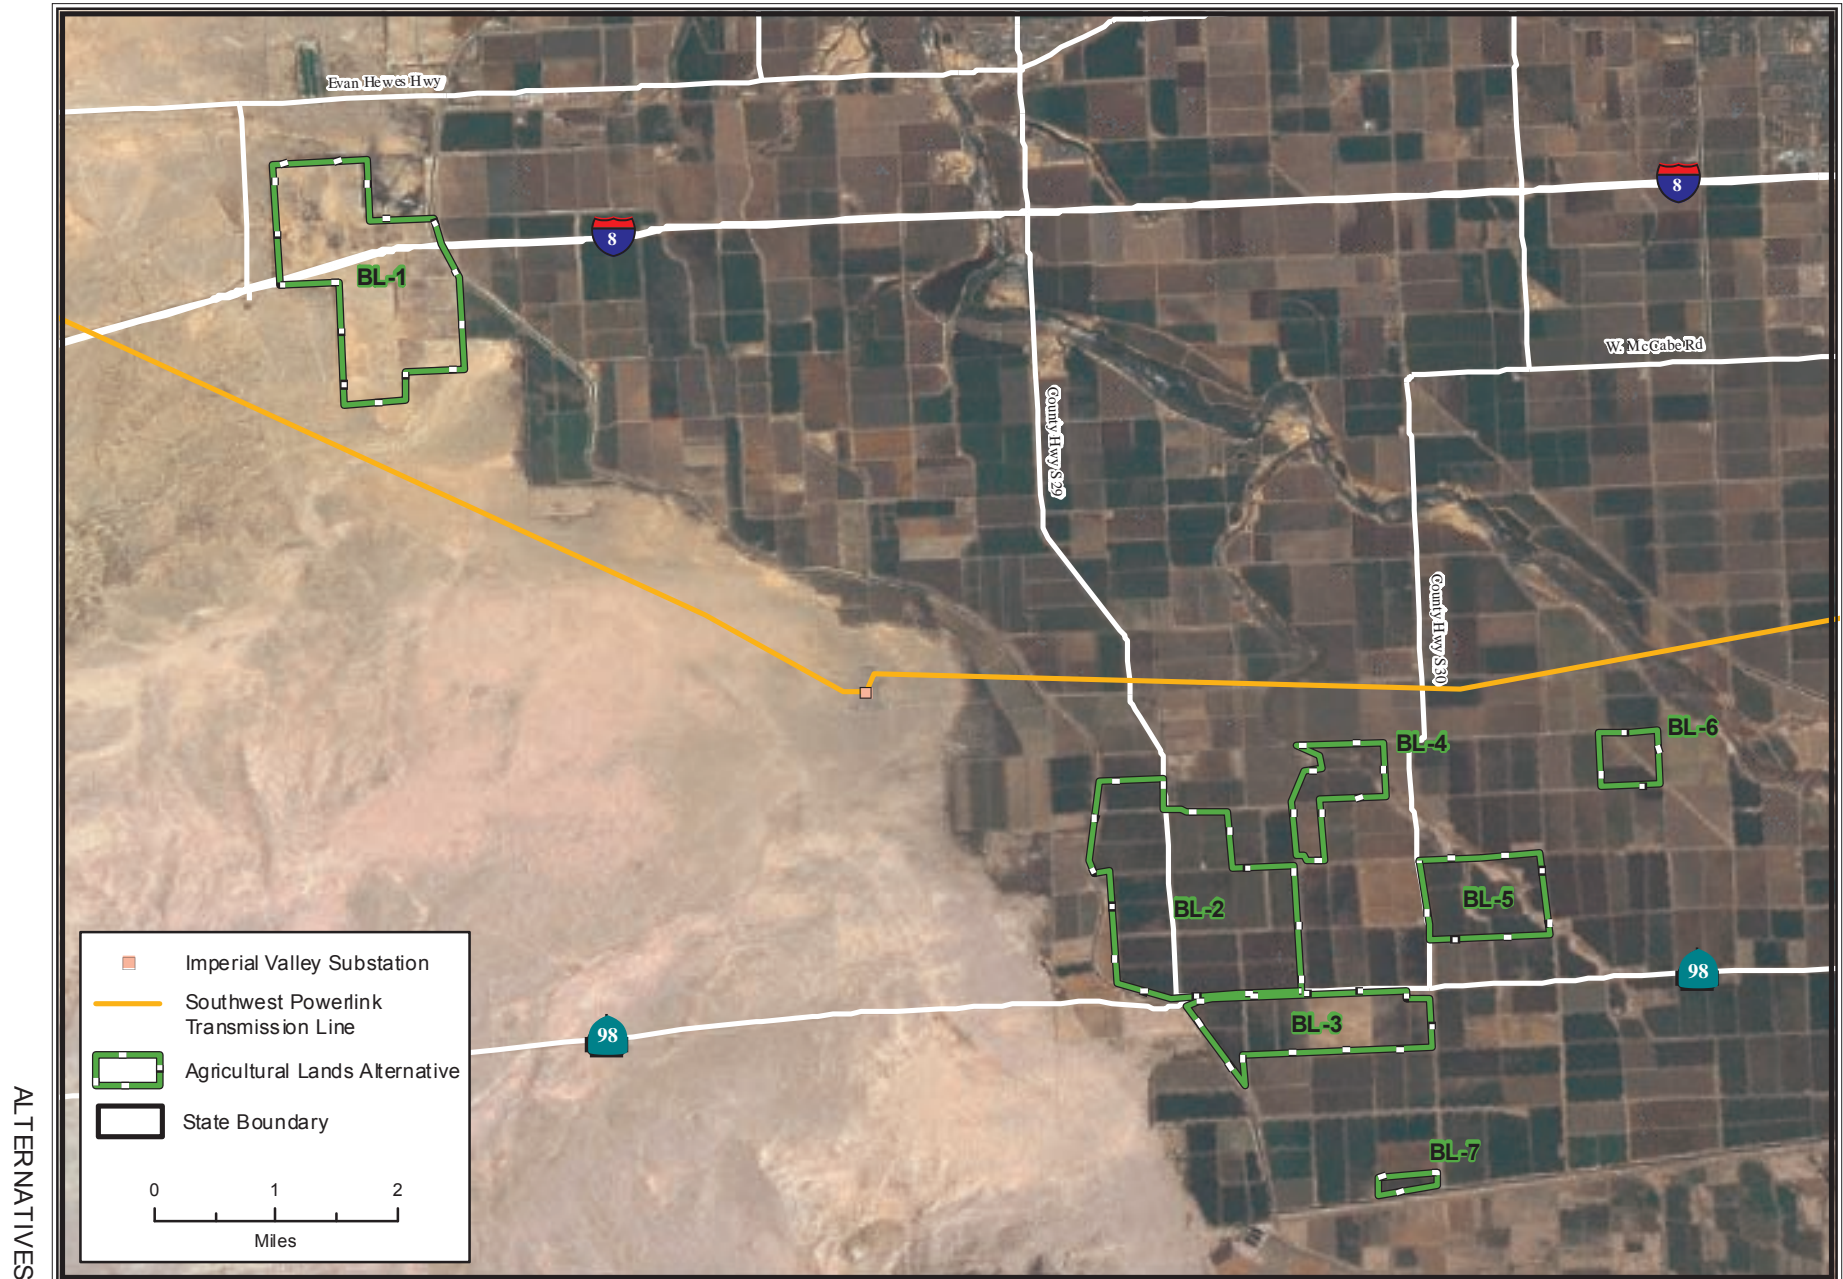 Evan Hewes Hwy
8
8
BL-1
W. McCabe Rd
County Hwy S29
County Hwy S30
BL-4
BL-6
BL-2
BL-5
98
BL-3
98
BL-7
Imperial Valley Substation
Southwest Powerlink
Transmission Line
Agricultural Lands Alternative
State Boundary
0 1 2
Miles
ALTERNATIVES